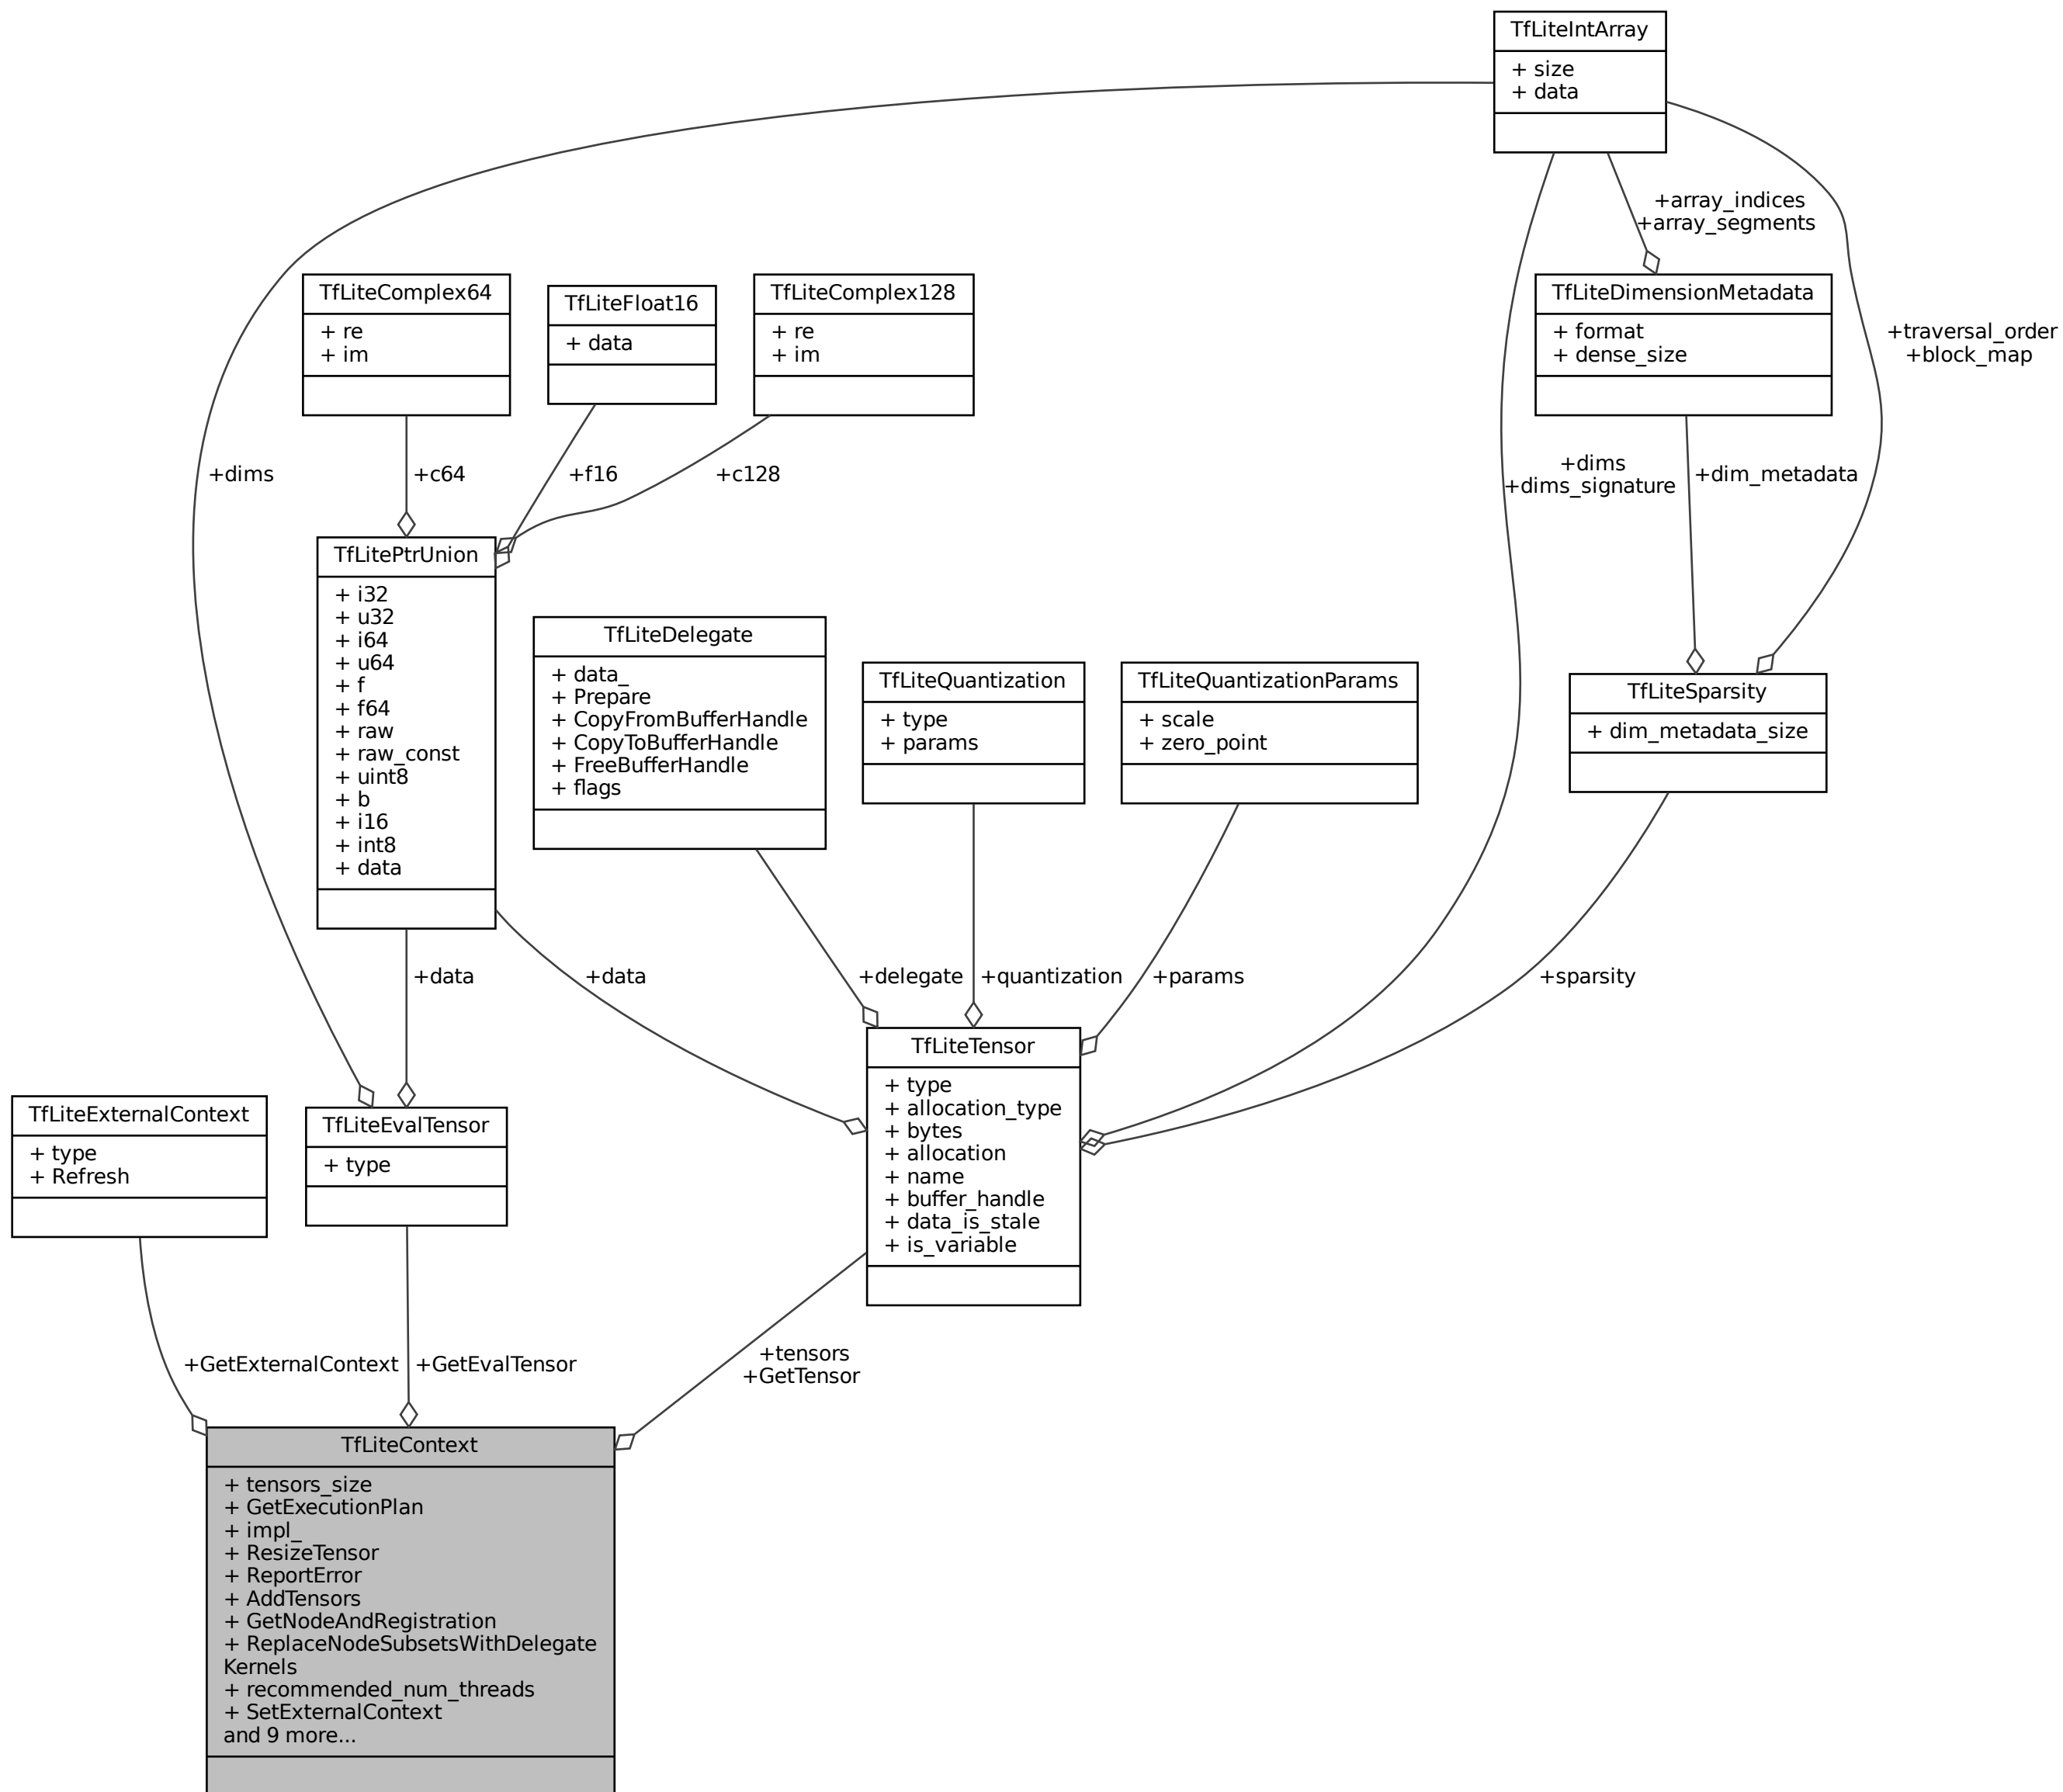 TfLiteIntArray
+ size
+ data
+array_indices
+array_segments
TfLiteComplex64
+ re
+ im
TfLiteFloat16
+ data
TfLiteComplex128
+ re
+ im
TfLiteDimensionMetadata
+ format
+ dense_size
+traversal_order
+block_map
+dims
+c64
+f16
+c128
+dims
+dims_signature
+dim_metadata
TfLitePtrUnion
+ i32
+ u32
+ i64
+ u64
+ f
+ f64
+ raw
+ raw_const
+ uint8
+ b
+ i16
+ int8
+ data
TfLiteDelegate
+ data_
+ Prepare
+ CopyFromBufferHandle
+ CopyToBufferHandle
+ FreeBufferHandle
+ flags
TfLiteQuantization
+ type
+ params
TfLiteQuantizationParams
+ scale
+ zero_point
TfLiteSparsity
+ dim_metadata_size
+data
+data
+delegate
+quantization
+params
+sparsity
TfLiteExternalContext
+ type
+ Refresh
TfLiteEvalTensor
+ type
TfLiteTensor
+ type
+ allocation_type
+ bytes
+ allocation
+ name
+ buffer_handle
+ data_is_stale
+ is_variable
+GetExternalContext
+GetEvalTensor
+tensors
+GetTensor
TfLiteContext
+ tensors_size
+ GetExecutionPlan
+ impl_
+ ResizeTensor
+ ReportError
+ AddTensors
+ GetNodeAndRegistration
+ ReplaceNodeSubsetsWithDelegate
Kernels
+ recommended_num_threads
+ SetExternalContext
and 9 more...